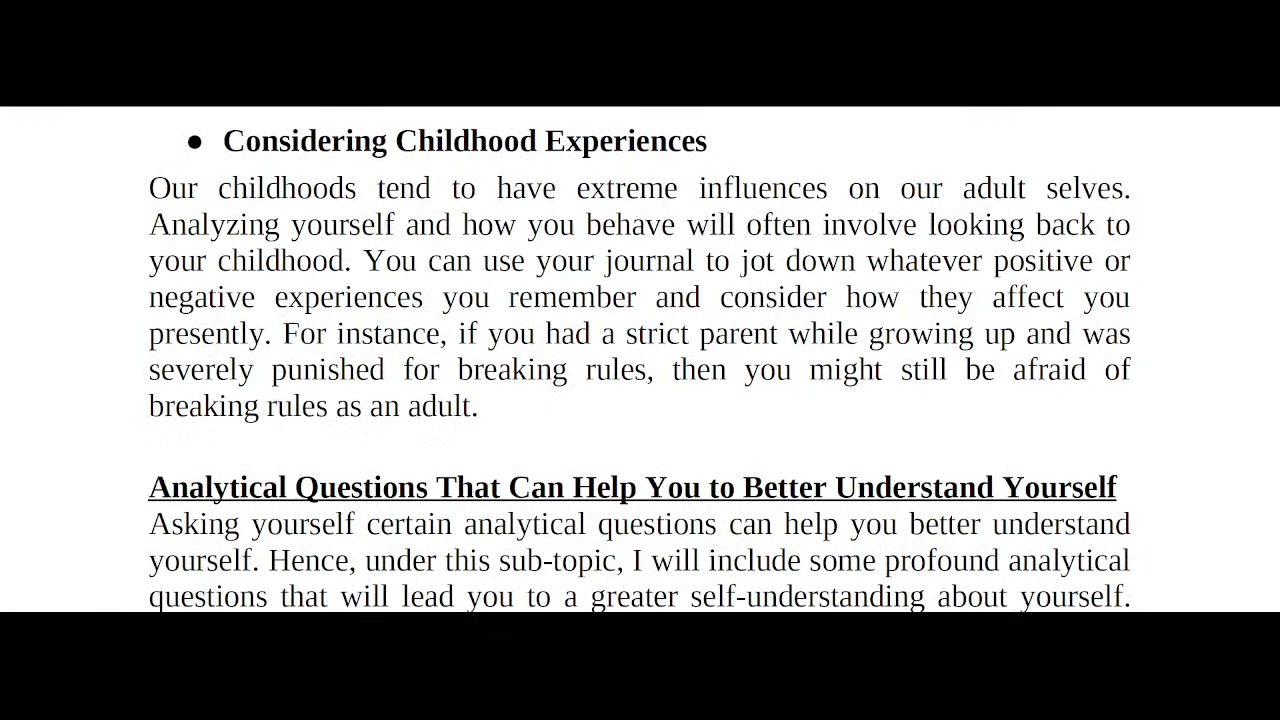 ● Considering Childhood Experiences
Our childhoods tend to have extreme influences on our adult selves.
Analyzing yourself and how you behave will often involve looking back to
your childhood. You can use your journal to jot down whatever positive or
negative experiences you remember and consider how they affect you
presently. For instance, if you had a strict parent while growing up and was
severely punished for breaking rules, then you might still be afraid of
breaking rules as an adult.
Analytical Questions That Can Help You to Better Understand Yourself
Asking yourself certain analytical questions can help you better understand
yourself. Hence, under this sub-topic, I will include some profound analytical
questions that will lead you to a greater self-understanding about yourself.